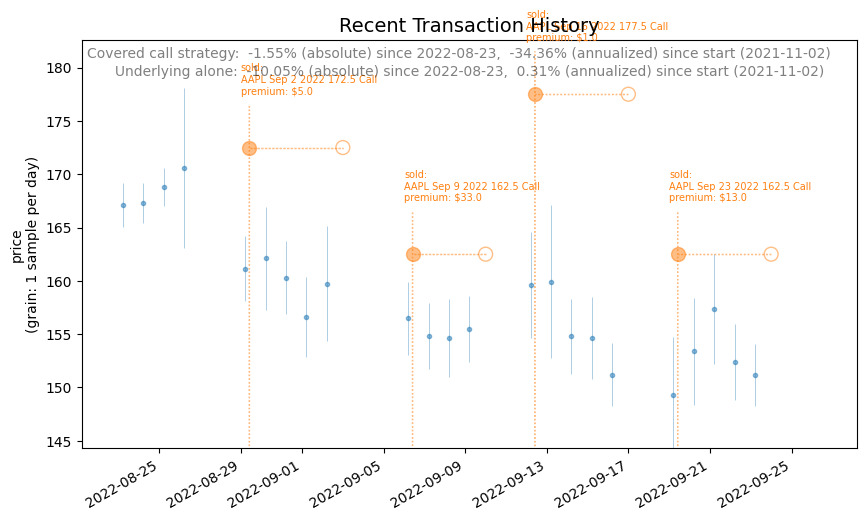 Recent Transaction History
sold:
AAPL Sep 16 2022 177.5 Call
premium: $1.0
Covered call strategy:  -1.55% (absolute) since 2022-08-23,  -34.36% (annualized) since start (2021-11-02)
Underlying alone:  -10.05% (absolute) since 2022-08-23,  0.31% (annualized) since start (2021-11-02)
sold:
AAPL Sep 2 2022 172.5 Call
premium: $5.0
sold:
AAPL Sep 9 2022 162.5 Call
premium: $33.0
sold:
AAPL Sep 23 2022 162.5 Call
premium: $13.0
price
(grain: 1 sample per day)
180
175
170
165
160
155
150
145
2022-08-25
2022-08-29
2022-09-01
2022-09-05
2022-09-09
2022-09-13
2022-09-17
2022-09-21
2022-09-25